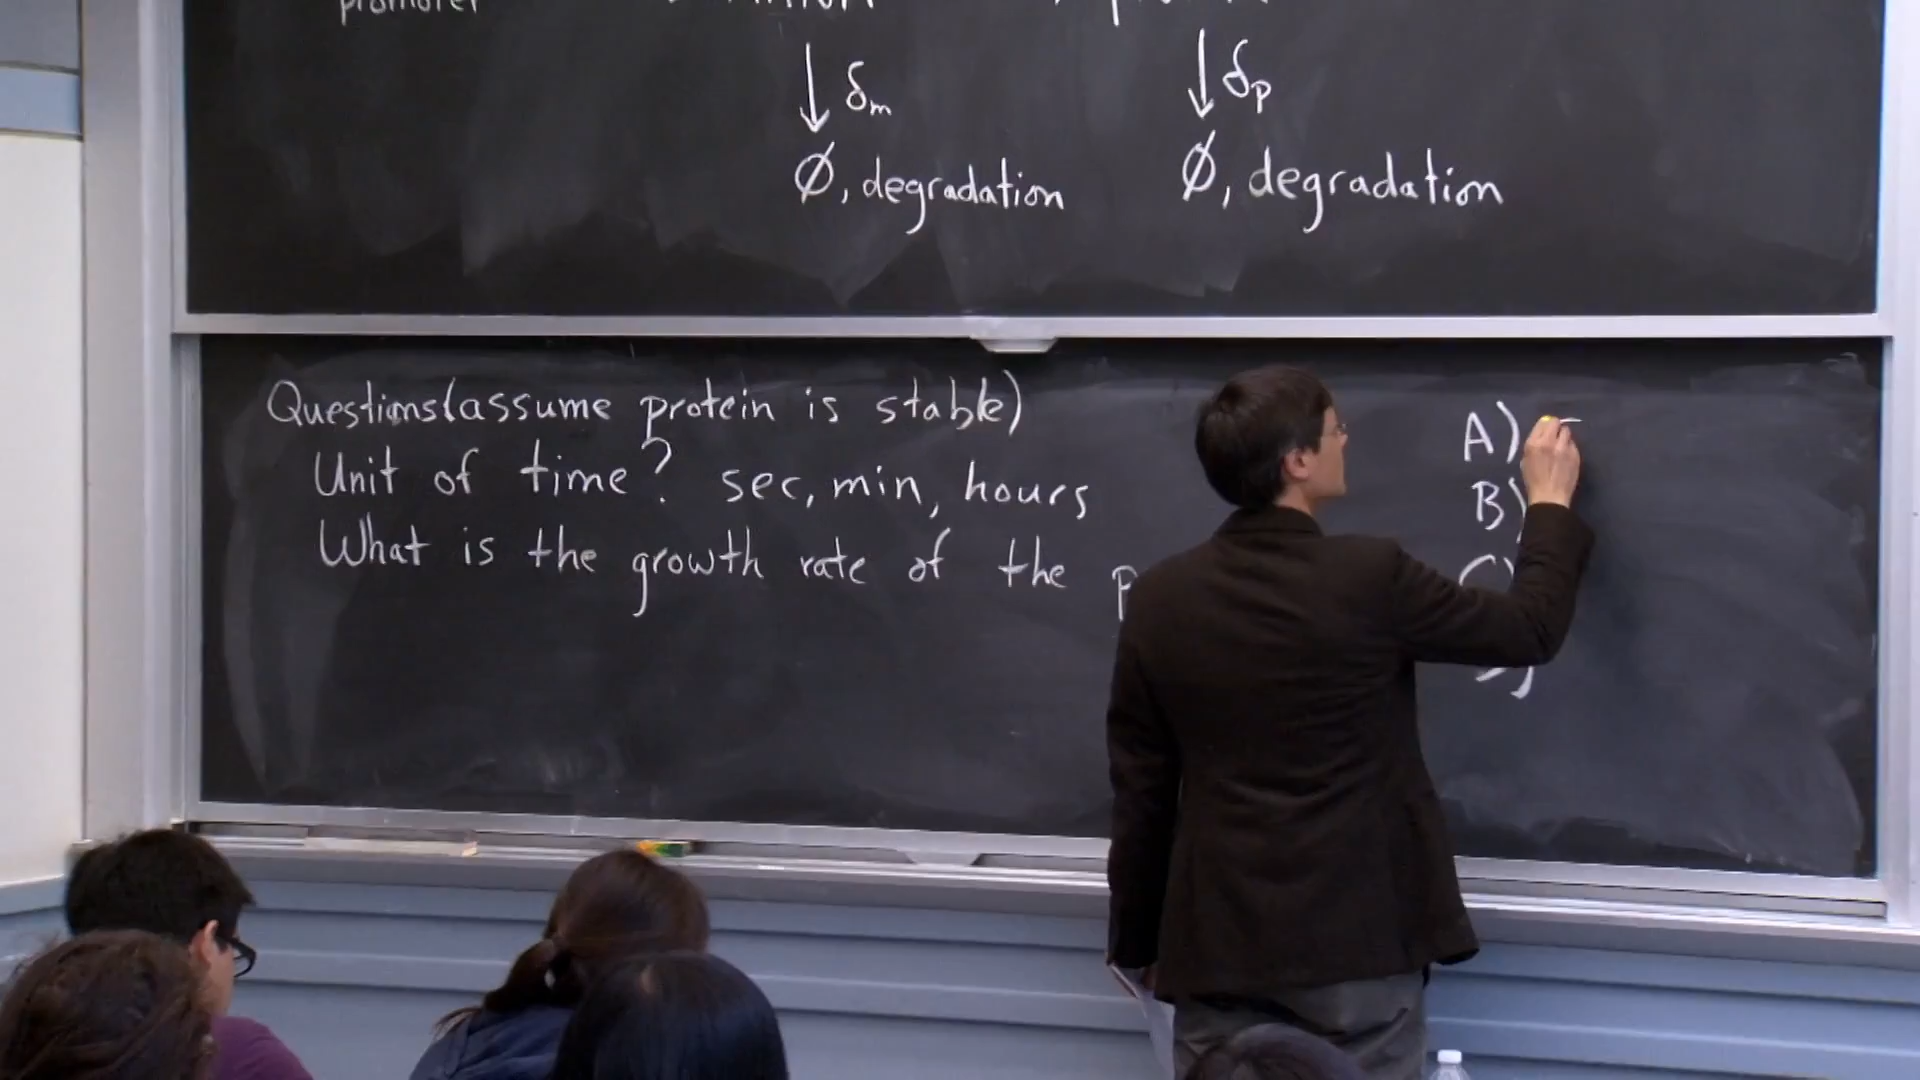 promoter
δm δp
Ø, degradation Ø, degradation
Questions (assume protein is stable)
Unit of time? sec, min, hours
What is the growth rate of the
A)
B)
C)